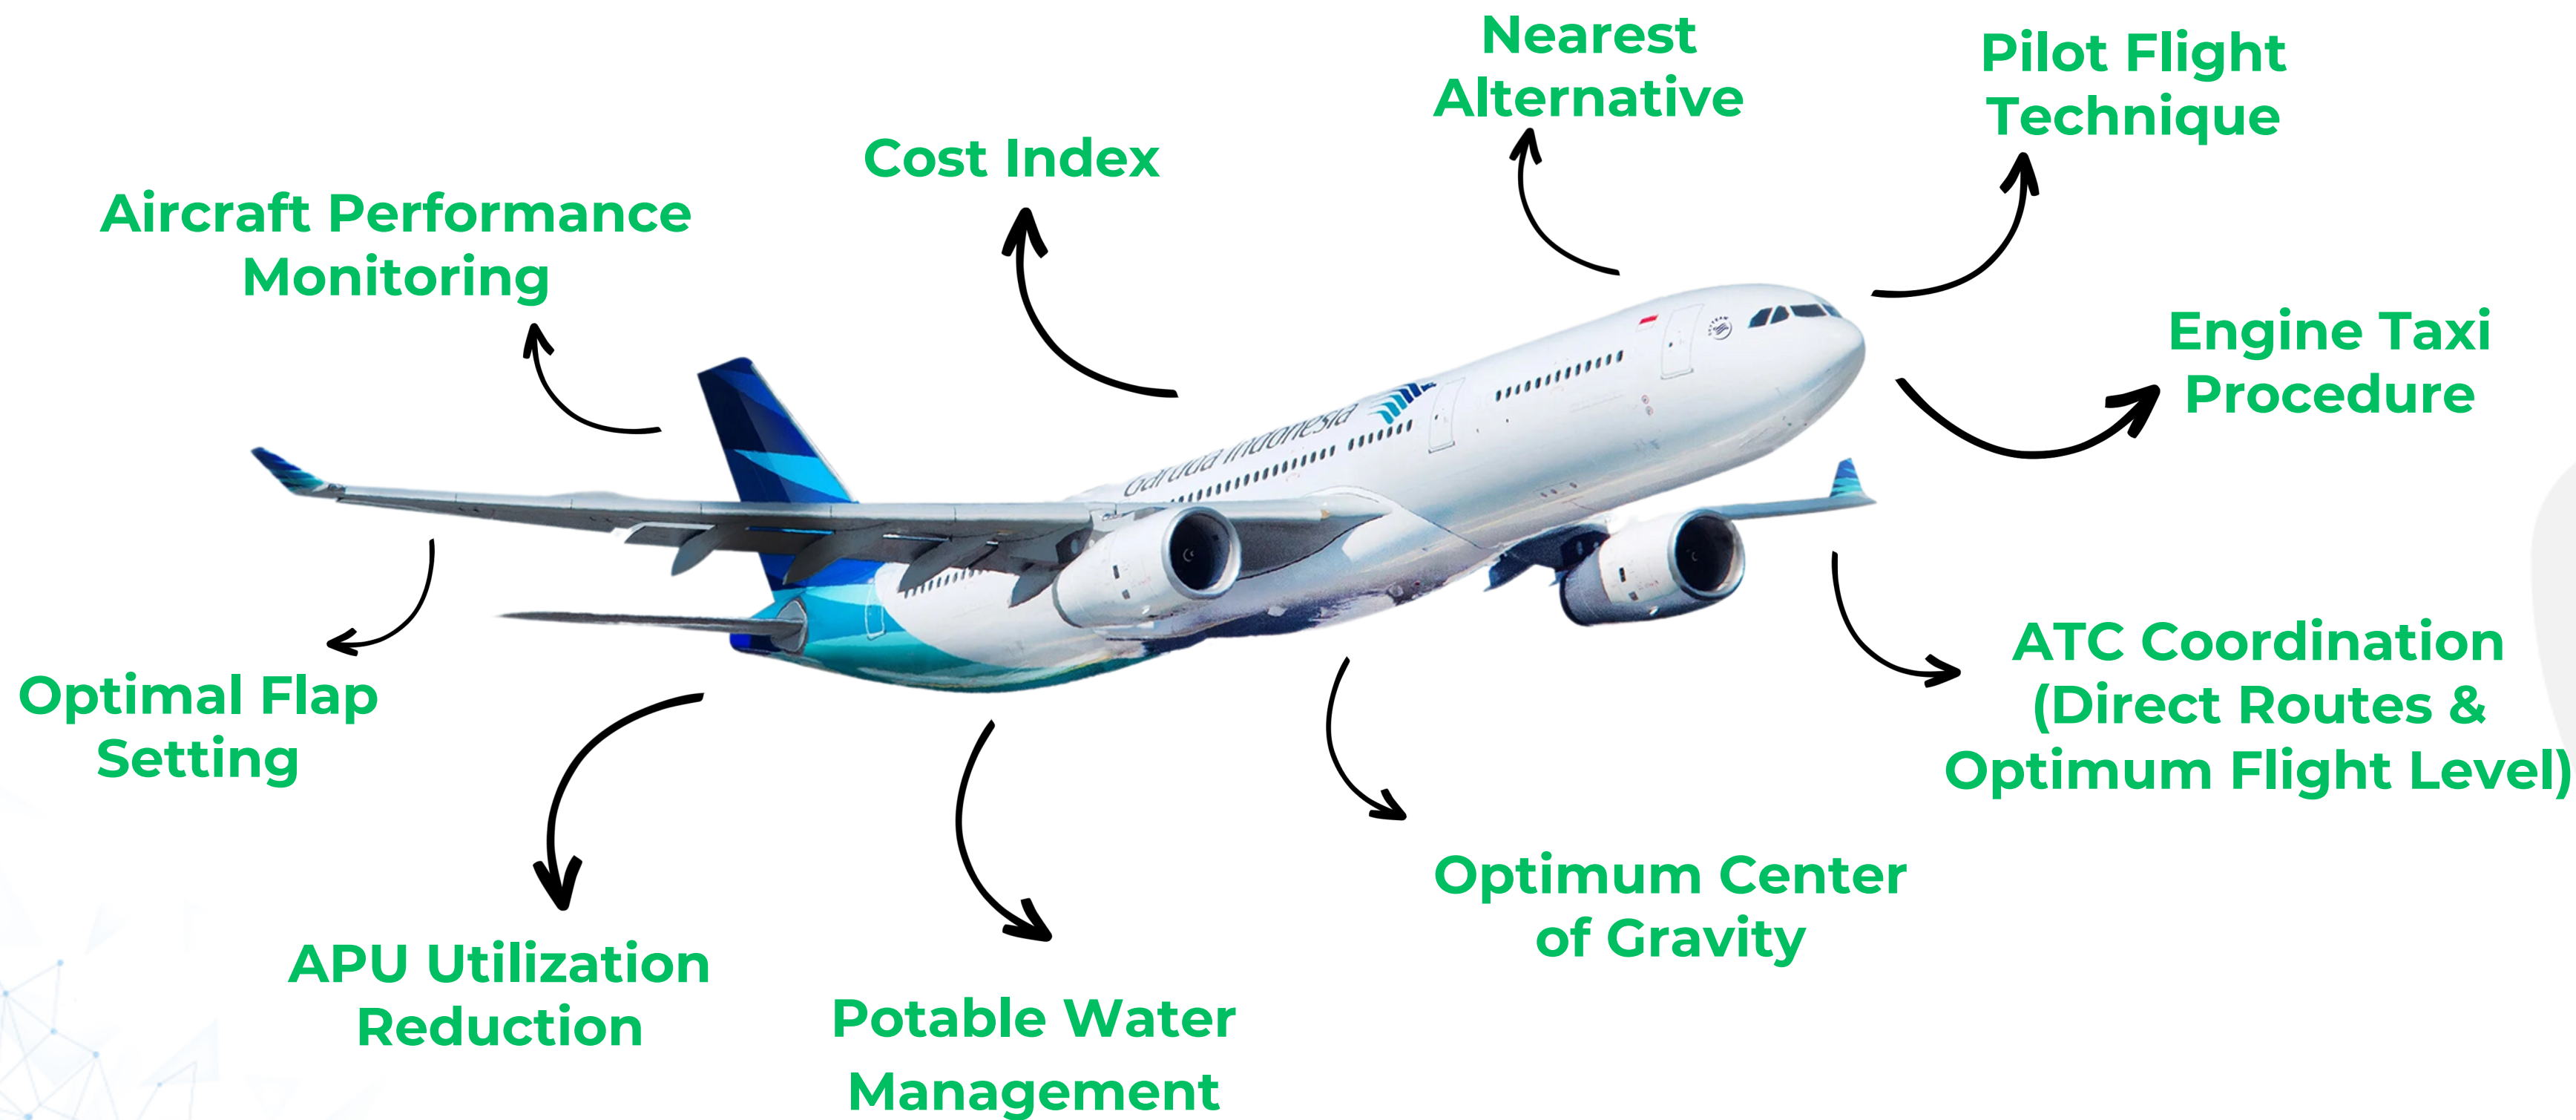 Nearest
Alternative
Pilot Flight
Technique
Cost Index
Aircraft Performance
Monitoring
Engine Taxi
Procedure
Garuda Indonesia
Optimal Flap
Setting
ATC Coordination
(Direct Routes &
Optimum Flight Level)
Optimum Center
of Gravity
APU Utilization
Reduction
Potable Water
Management